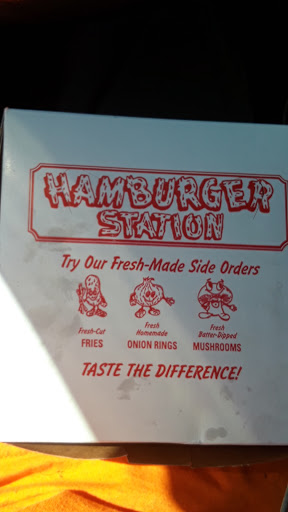 HAMBURGER
STATION
Try Our Fresh-Made Side Orders
Fresh-Cut
FRIES
Fresh
Homemade
ONION RINGS
Fresh
Batter-Dipped
MUSHROOMS
TASTE THE DIFFERENCE!